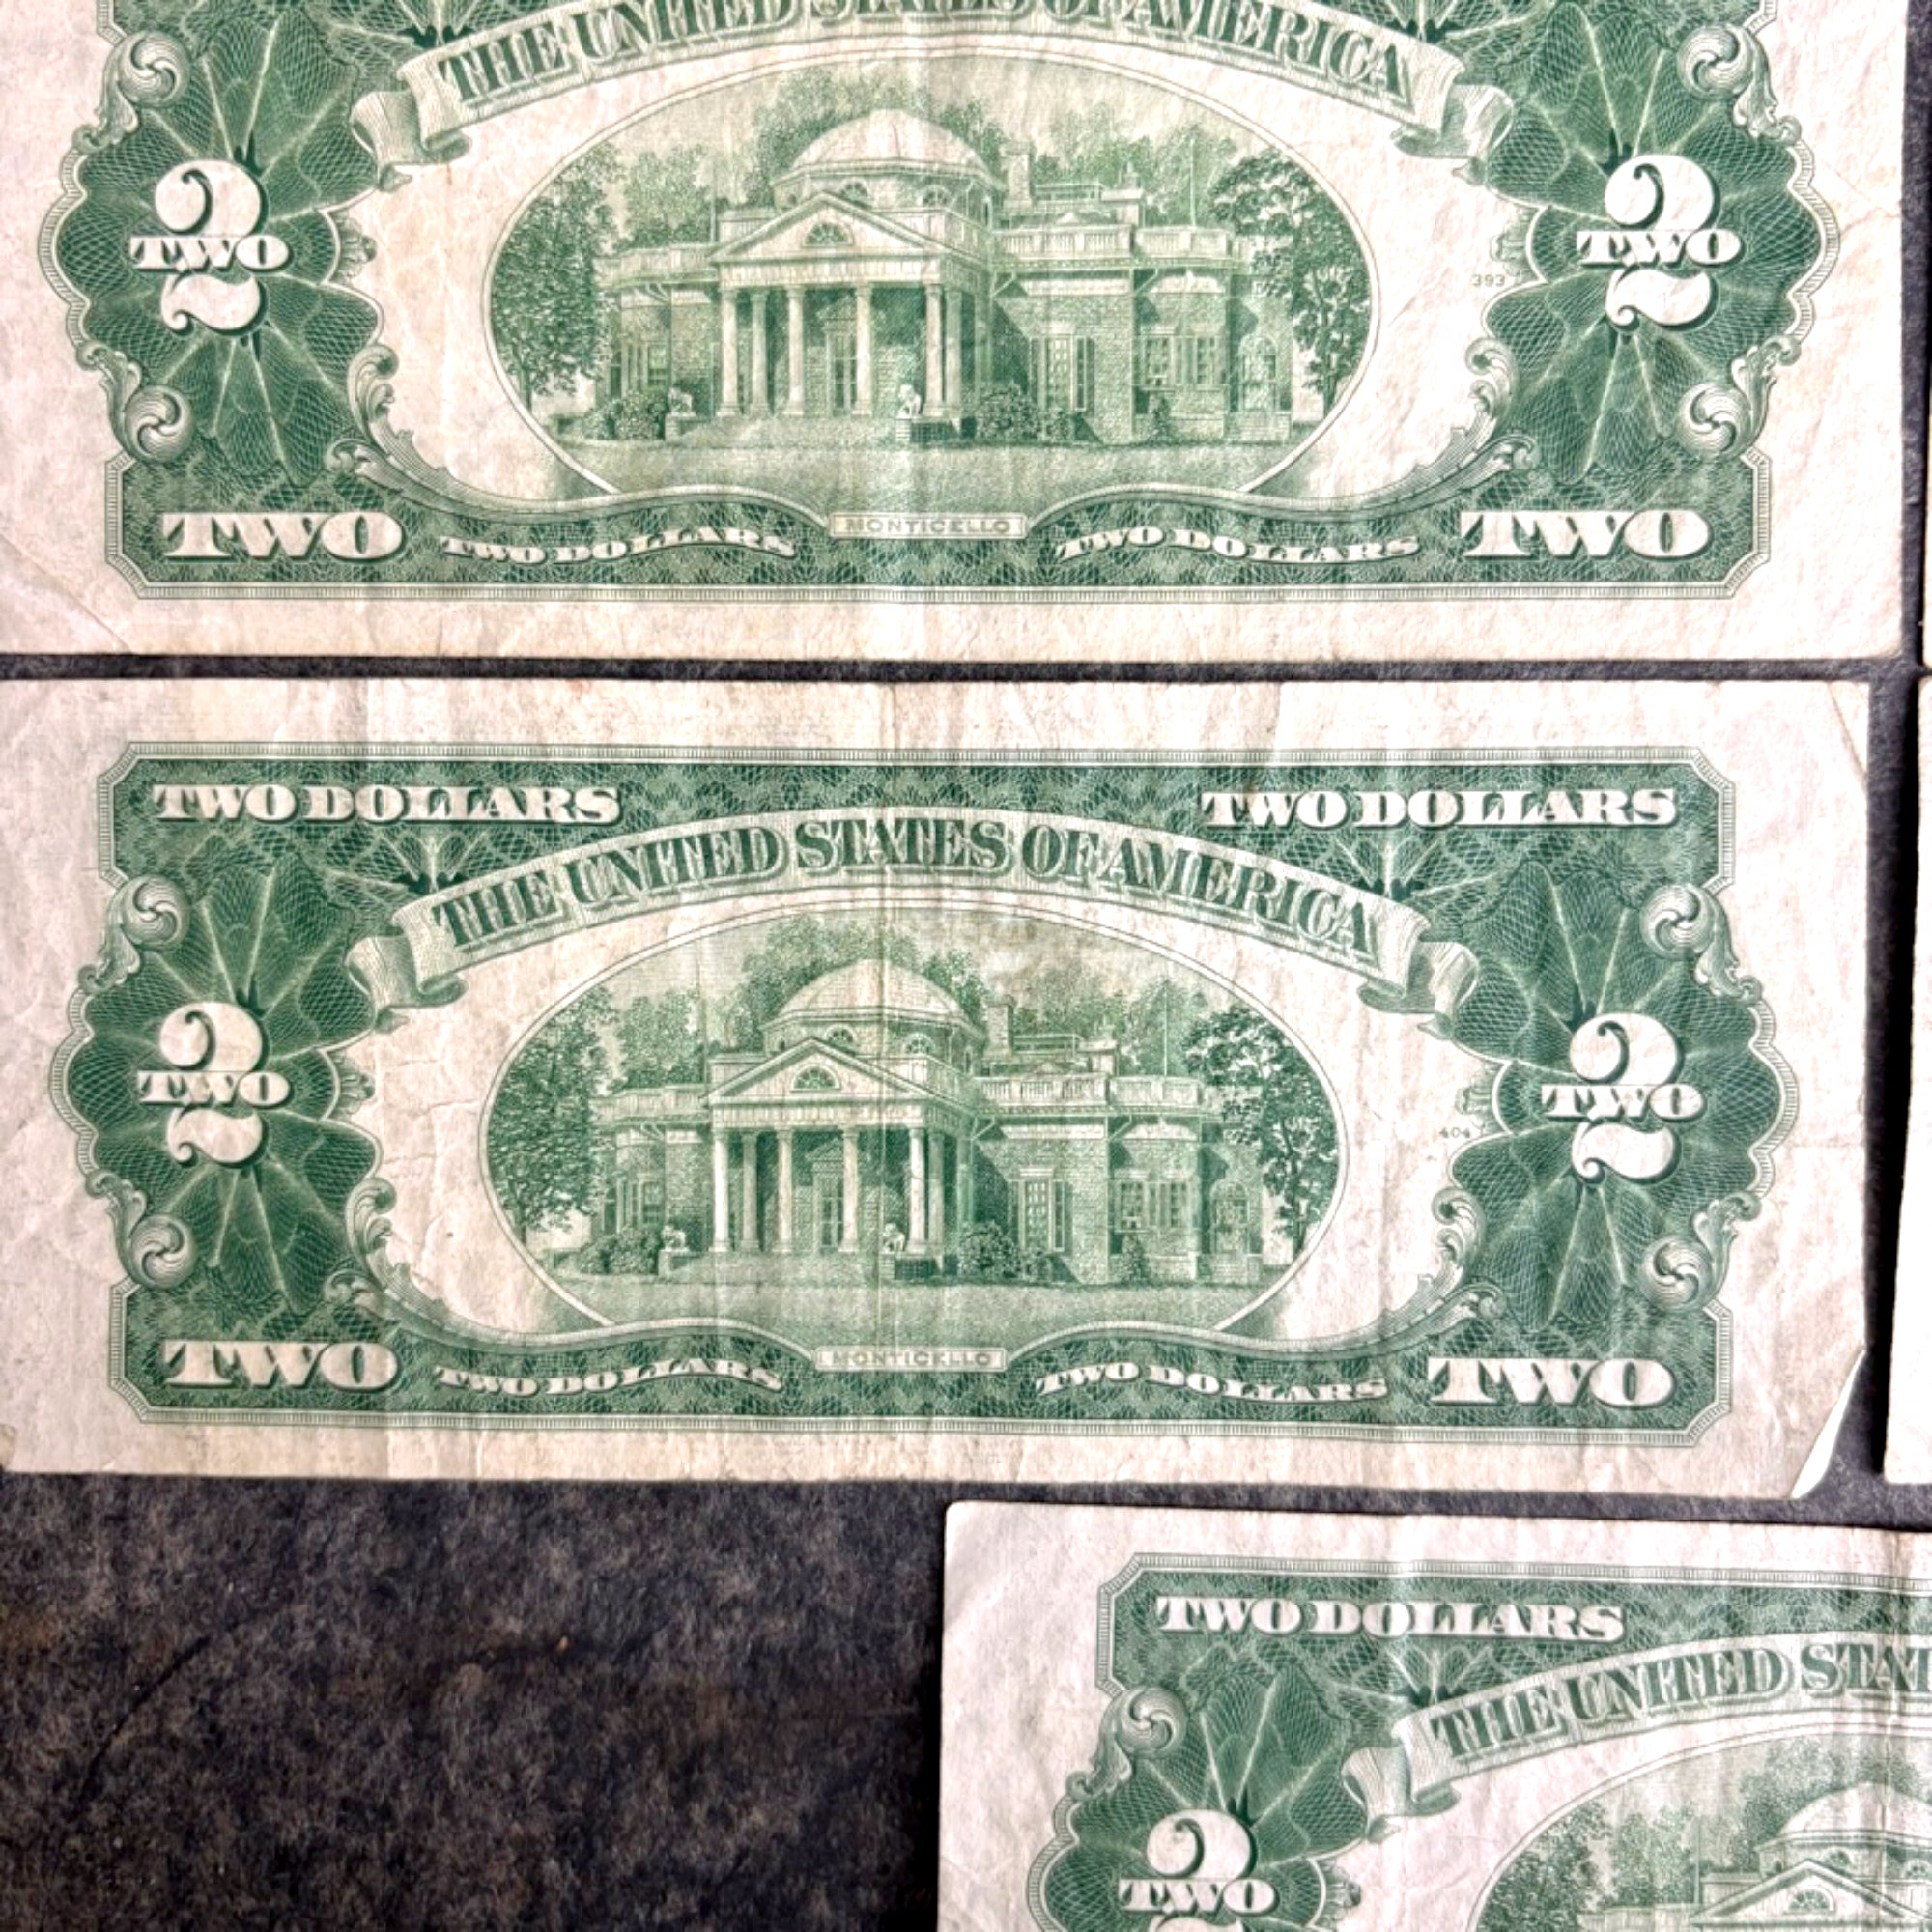 THE UNITED STATES OF AMERICA
2 2
TWO TWO
393
MONTICELLO
TWO TWO DOLLARS TWO DOLLARS TWO
TWO DOLLARS TWO DOLLARS
THE UNITED STATES OF AMERICA
2 2
TWO TWO
404
MONTICELLO
TWO TWO DOLLARS TWO DOLLARS TWO
TWO DOLLARS
THE UNITED STA
2
TWO